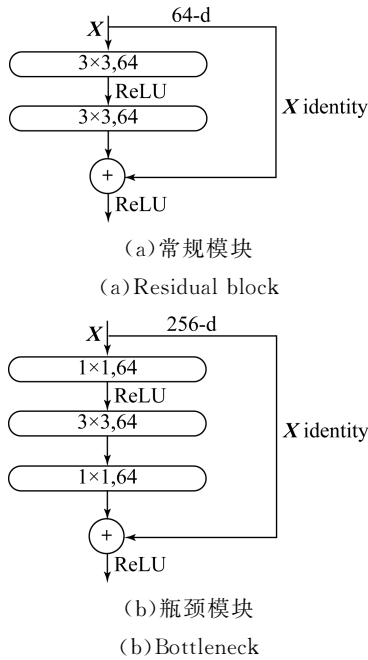 64-d
X
3×3,64
ReLU
3×3,64
X identity
+
ReLU
(a)常规模块
(a)Residual block
256-d
X
1×1,64
ReLU
3×3,64
X identity
1×1,64
+
ReLU
(b)瓶颈模块
(b)Bottleneck